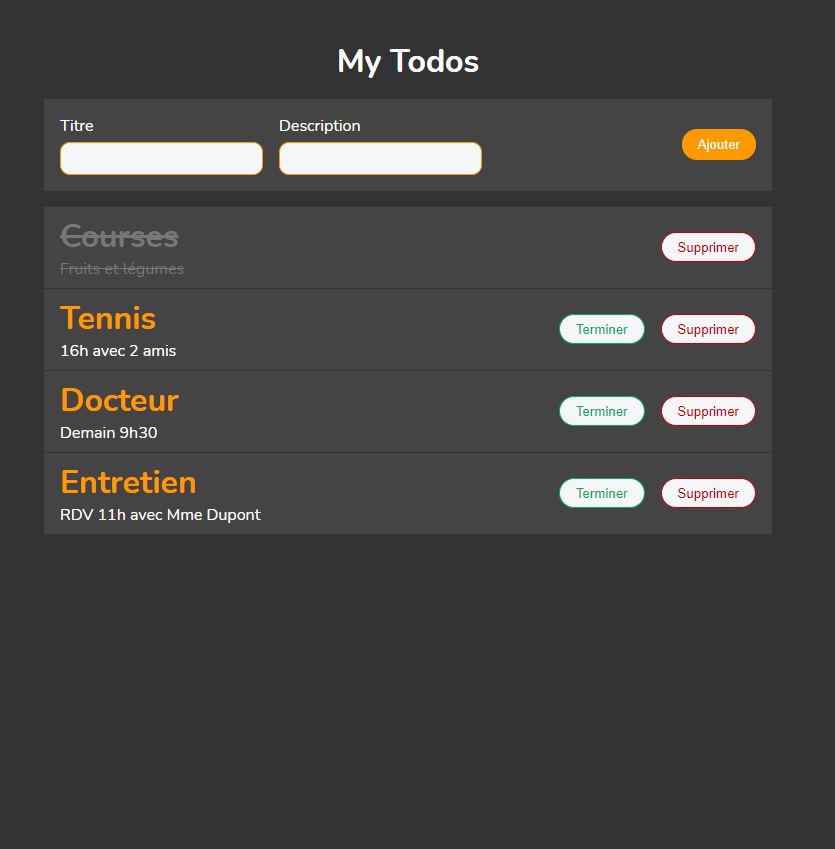 My Todos
Titre
Description
Ajouter
Courses
Fruits et légumes
Supprimer
Tennis
16h avec 2 amis
Terminer
Supprimer
Docteur
Demain 9h30
Terminer
Supprimer
Entretien
RDV 11h avec Mme Dupont
Terminer
Supprimer